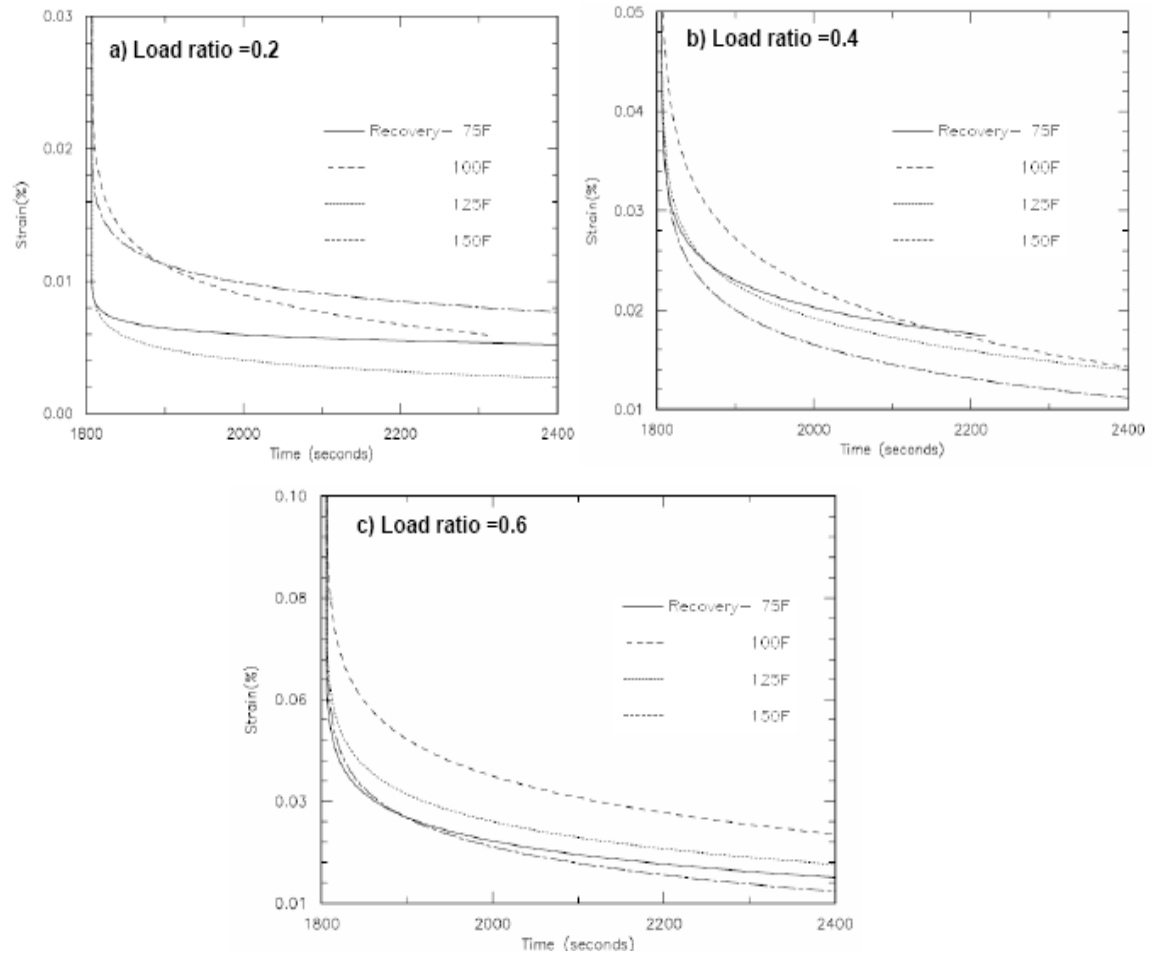 a) Load ratio =0.2
0.03
0.02
0.01
0.00
Strain(%)
Recovery- 75F
100F
125F
150F
1800
2000
2200
2400
Time (seconds)
b) Load ratio =0.4
0.05
0.04
0.03
0.02
0.01
Strain(%)
Recovery- 75F
100F
125F
150F
1800
2000
2200
2400
Time (seconds)
c) Load ratio =0.6
0.10
0.08
0.06
0.03
0.01
Strain(%)
Recovery- 75F
100F
125F
150F
1800
2000
2200
2400
Time (seconds)